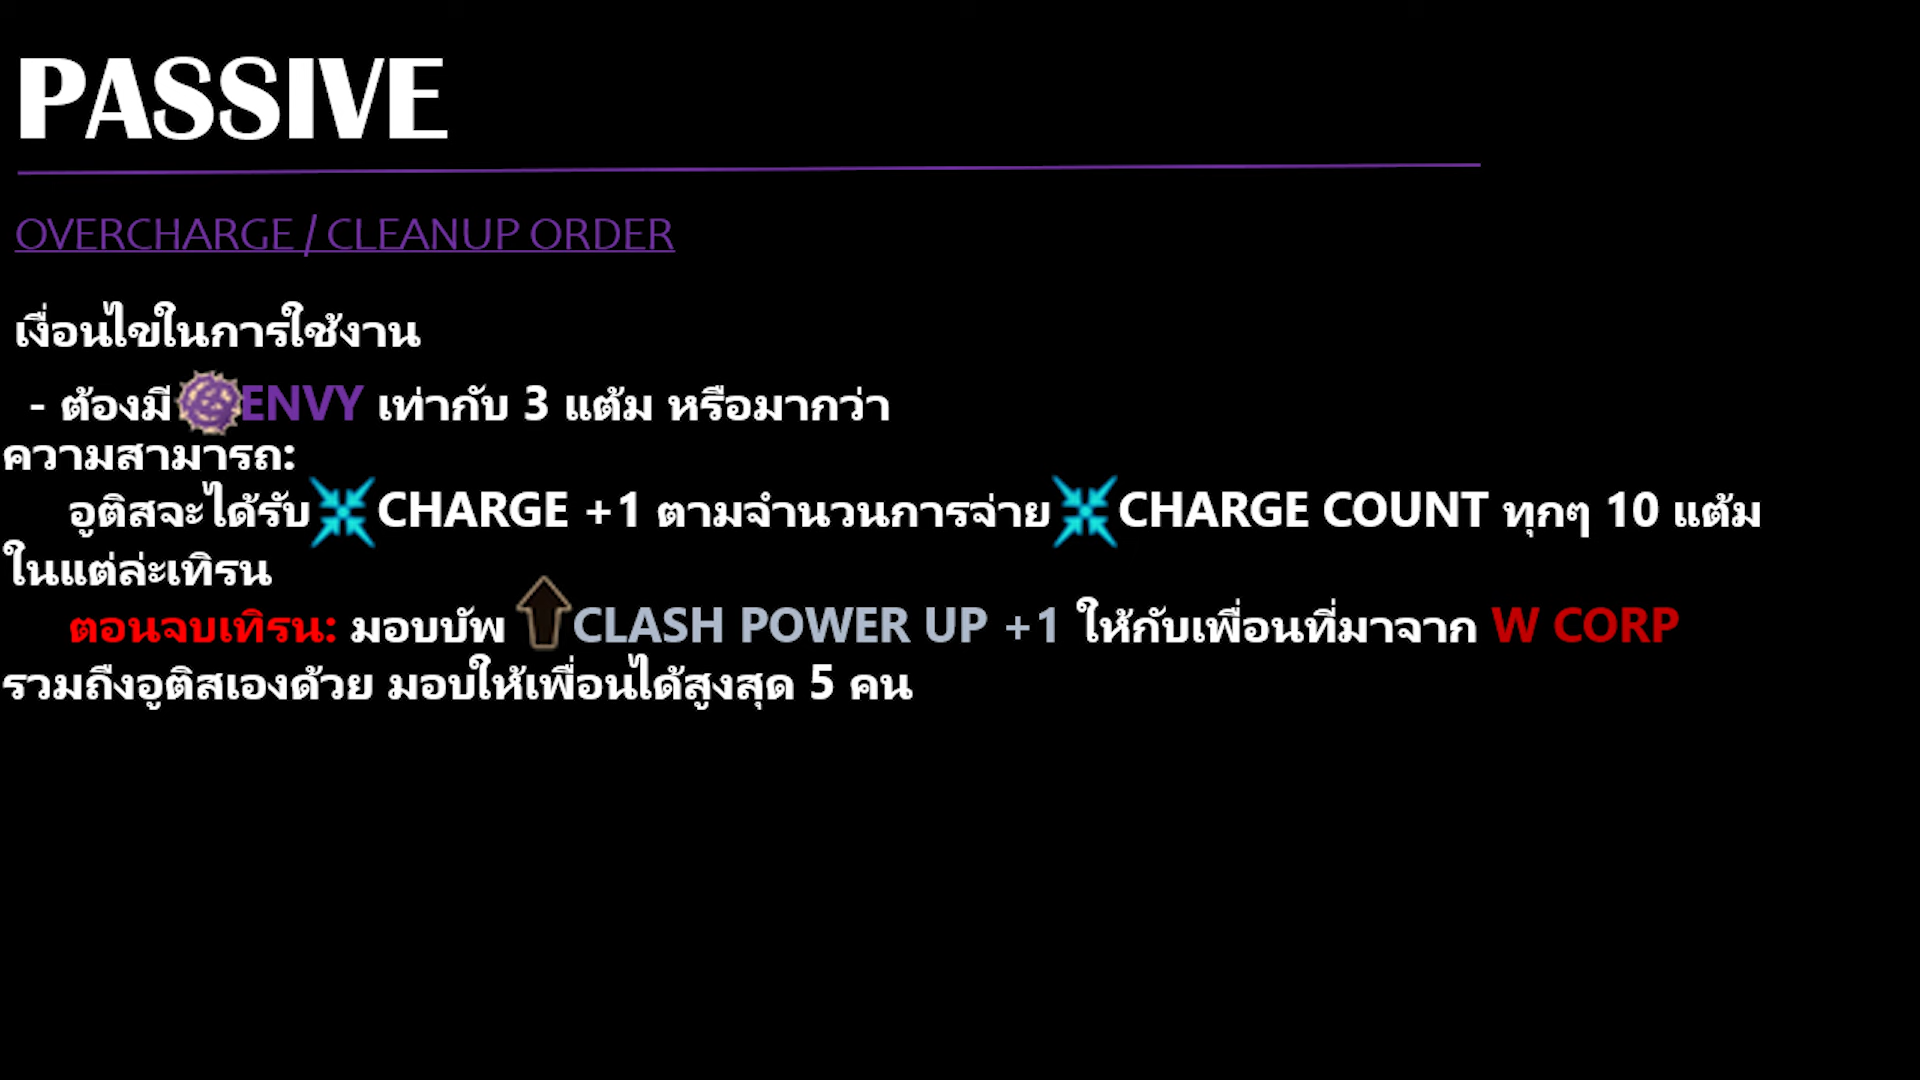 PASSIVE
OVERCHARGE / CLEANUP ORDER
เงื่อนไขในการใช้งาน
- ต้องมี ENVY เท่ากับ 3 แต้ม หรือมากว่า
ความสามารถ:
อูติสจะได้รับ CHARGE +1 ตามจำนวนการจ่าย CHARGE COUNT ทุกๆ 10 แต้ม
ในแต่ล่ะเทิรน
ตอนจบเทิรน: มอบบัพ CLASH POWER UP +1 ให้กับเพื่อนที่มาจาก W CORP
รวมถึงอูติสเองด้วย มอบให้เพื่อนได้สูงสุด 5 คน